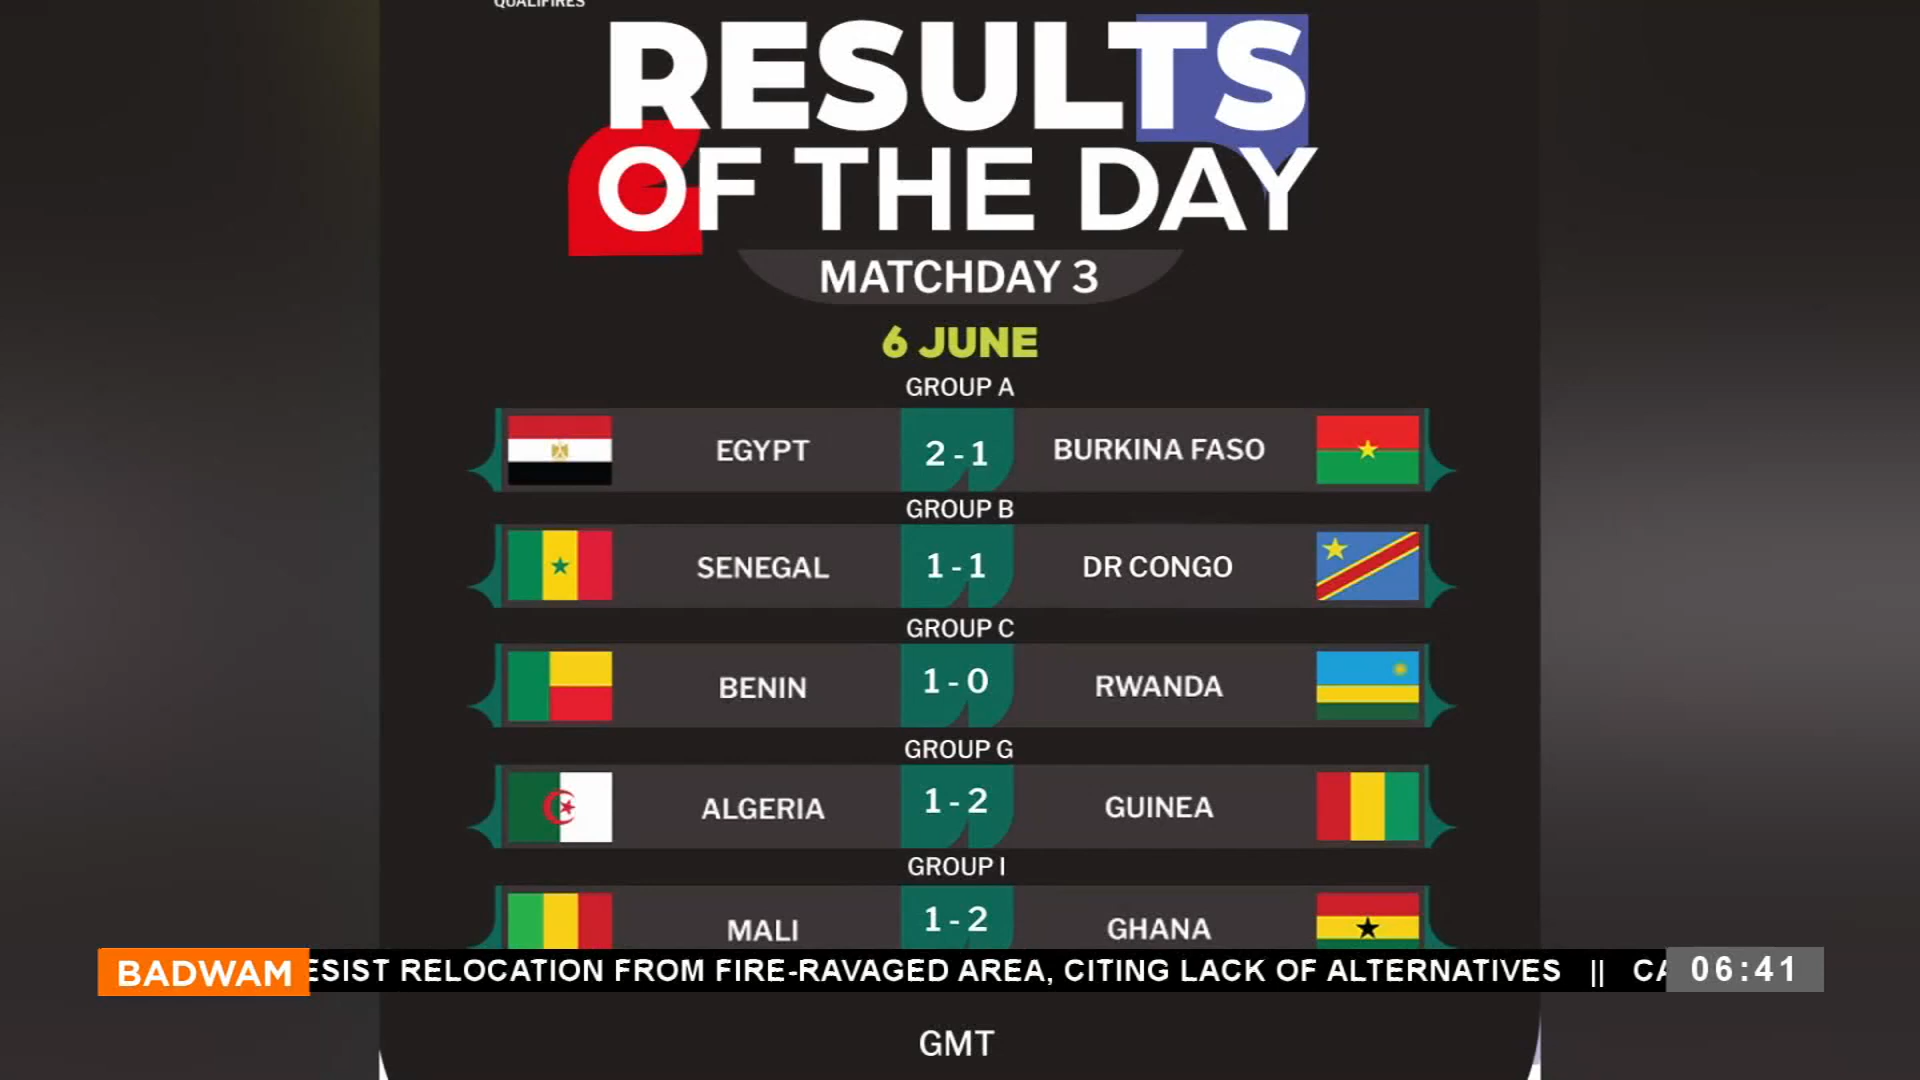 QUALIFIRES
RESULTS
OF THE DAY
MATCHDAY 3
6 JUNE
GROUP A
EGYPT 2 - 1 BURKINA FASO
GROUP B
SENEGAL 1 - 1 DR CONGO
GROUP C
BENIN 1 - 0 RWANDA
GROUP G
ALGERIA 1 - 2 GUINEA
GROUP I
MALI 1 - 2 GHANA
BADWAM ESIST RELOCATION FROM FIRE-RAVAGED AREA, CITING LACK OF ALTERNATIVES || CA 06:41
GMT